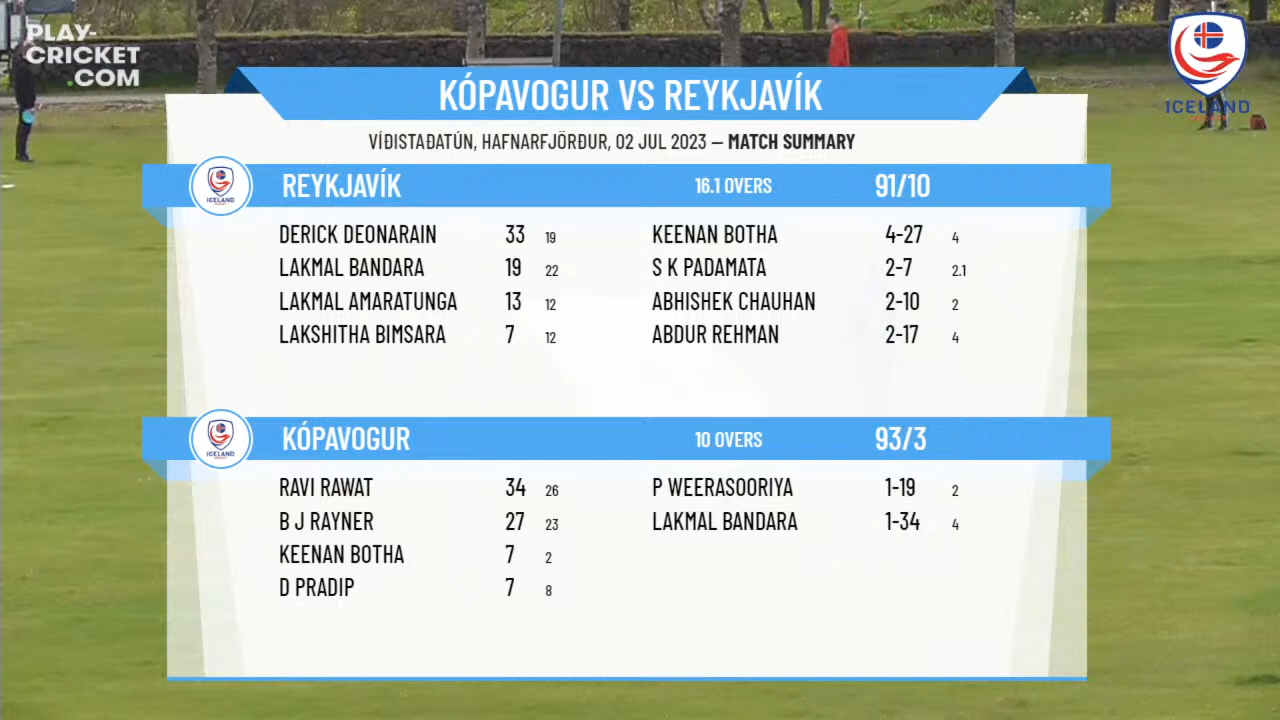 PLAY-
CRICKET
.COM
ICELAND
KÓPAVOGUR VS REYKJAVÍK
VÍÐISTAÐATÚN, HAFNARFJÖRÐUR, 02 JUL 2023 – MATCH SUMMARY
ICELAND
REYKJAVÍK 16.1 OVERS 91/10
DERICK DEONARAIN 33 19 KEENAN BOTHA 4-27 4
LAKMAL BANDARA 19 22 S K PADAMATA 2-7 2.1
LAKMAL AMARATUNGA 13 12 ABHISHEK CHAUHAN 2-10 2
LAKSHITHA BIMSARA 7 12 ABDUR REHMAN 2-17 4
ICELAND
KÓPAVOGUR 10 OVERS 93/3
RAVI RAWAT 34 26 P WEERASOORIYA 1-19 2
B J RAYNER 27 23 LAKMAL BANDARA 1-34 4
KEENAN BOTHA 7 2
D PRADIP 7 8